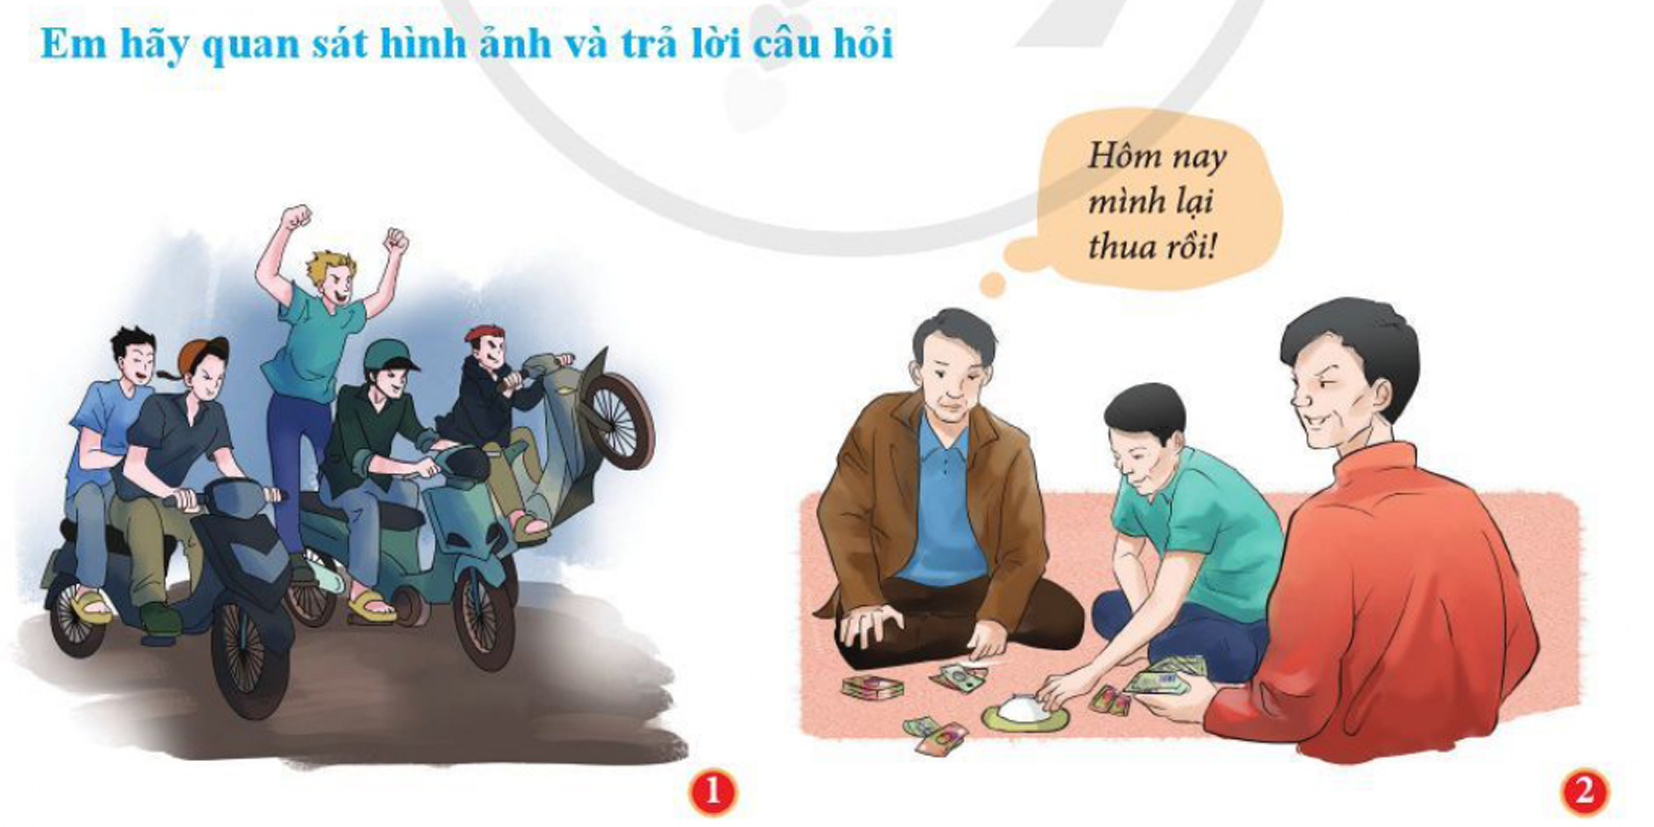 Em hãy quan sát hình ảnh và trả lời câu hỏi
Hôm nay
mình lại
thua rồi!
1
2